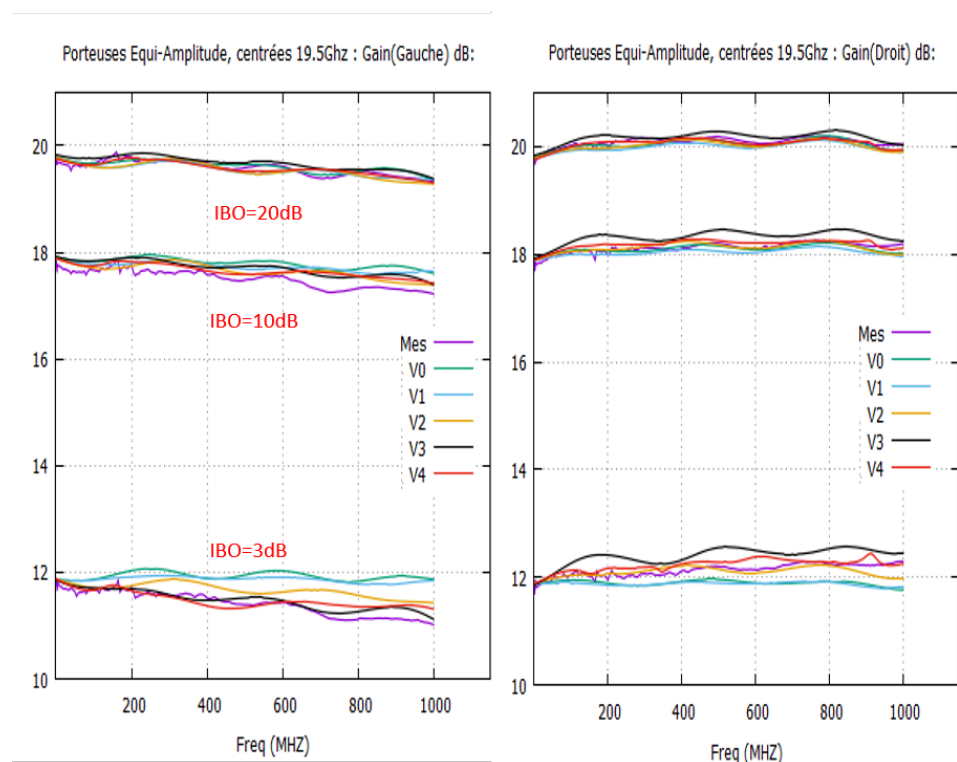 Porteuses Equi-Amplitude, centrées 19.5Ghz : Gain(Gauche) dB:
20
18
16
14
12
10
IBO=20dB
IBO=10dB
IBO=3dB
Mes
V0
V1
V2
V3
V4
200
400
600
800
1000
Freq (MHZ)
Porteuses Equi-Amplitude, centrées 19.5Ghz : Gain(Droit) dB:
20
18
16
14
12
10
Mes
V0
V1
V2
V3
V4
200
400
600
800
1000
Freq (MHZ)